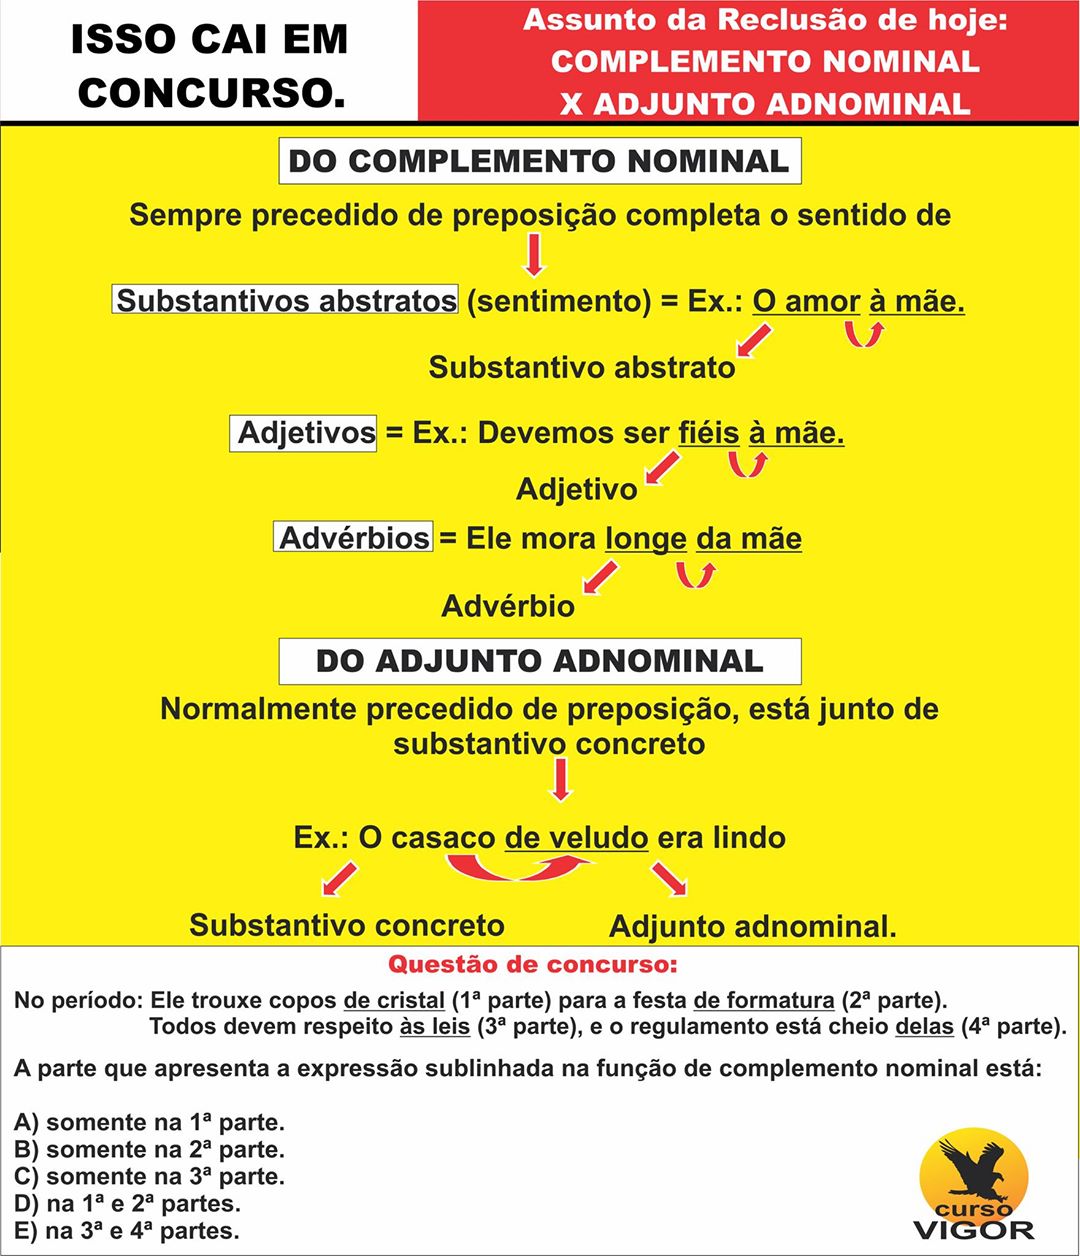 ISSO CAI EM
CONCURSO.
Assunto da Reclusão de hoje:
COMPLEMENTO NOMINAL
X ADJUNTO ADNOMINAL
DO COMPLEMENTO NOMINAL
Sempre precedido de preposição completa o sentido de
Substantivos abstratos (sentimento) = Ex.: O amor à mãe.
Substantivo abstrato
Adjetivos = Ex.: Devemos ser fiéis à mãe.
Adjetivo
Advérbios = Ele mora longe da mãe
Advérbio
DO ADJUNTO ADNOMINAL
Normalmente precedido de preposição, está junto de
substantivo concreto
Ex.: O casaco de veludo era lindo
Substantivo concreto Adjunto adnominal.
Questão de concurso:
No período: Ele trouxe copos de cristal (1ª parte) para a festa de formatura (2ª parte).
Todos devem respeito às leis (3ª parte), e o regulamento está cheio delas (4ª parte).
A parte que apresenta a expressão sublinhada na função de complemento nominal está:
A) somente na 1ª parte.
B) somente na 2ª parte.
C) somente na 3ª parte.
D) na 1ª e 2ª partes.
E) na 3ª e 4ª partes.
curso
VIGOR